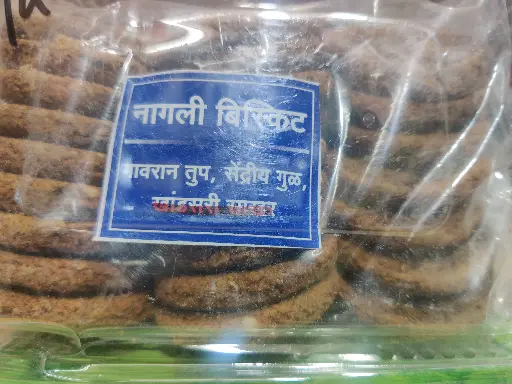 नागली बिस्किट
गावरान तुप, सेंद्रीय गुळ,
खांडसरी साखर